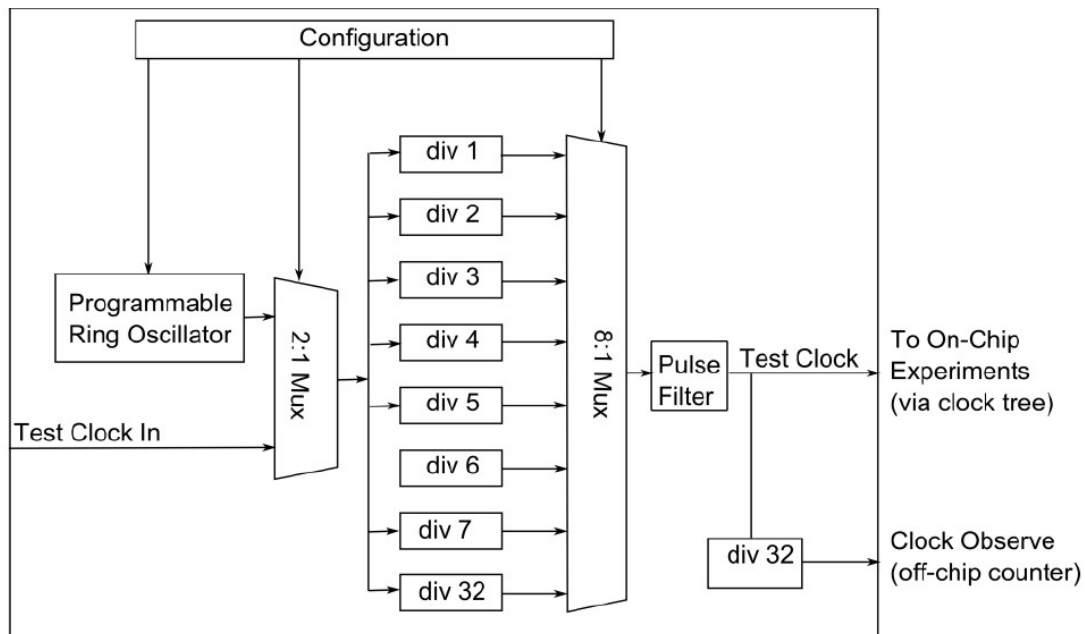 Configuration
div 1
div 2
div 3
Programmable
Ring Oscillator
2:1 Mux
div 4
8:1 Mux
Pulse
Filter
Test Clock
To On-Chip
Experiments
(via clock tree)
div 5
Test Clock In
div 6
div 7
div 32
div 32
Clock Observe
(off-chip counter)